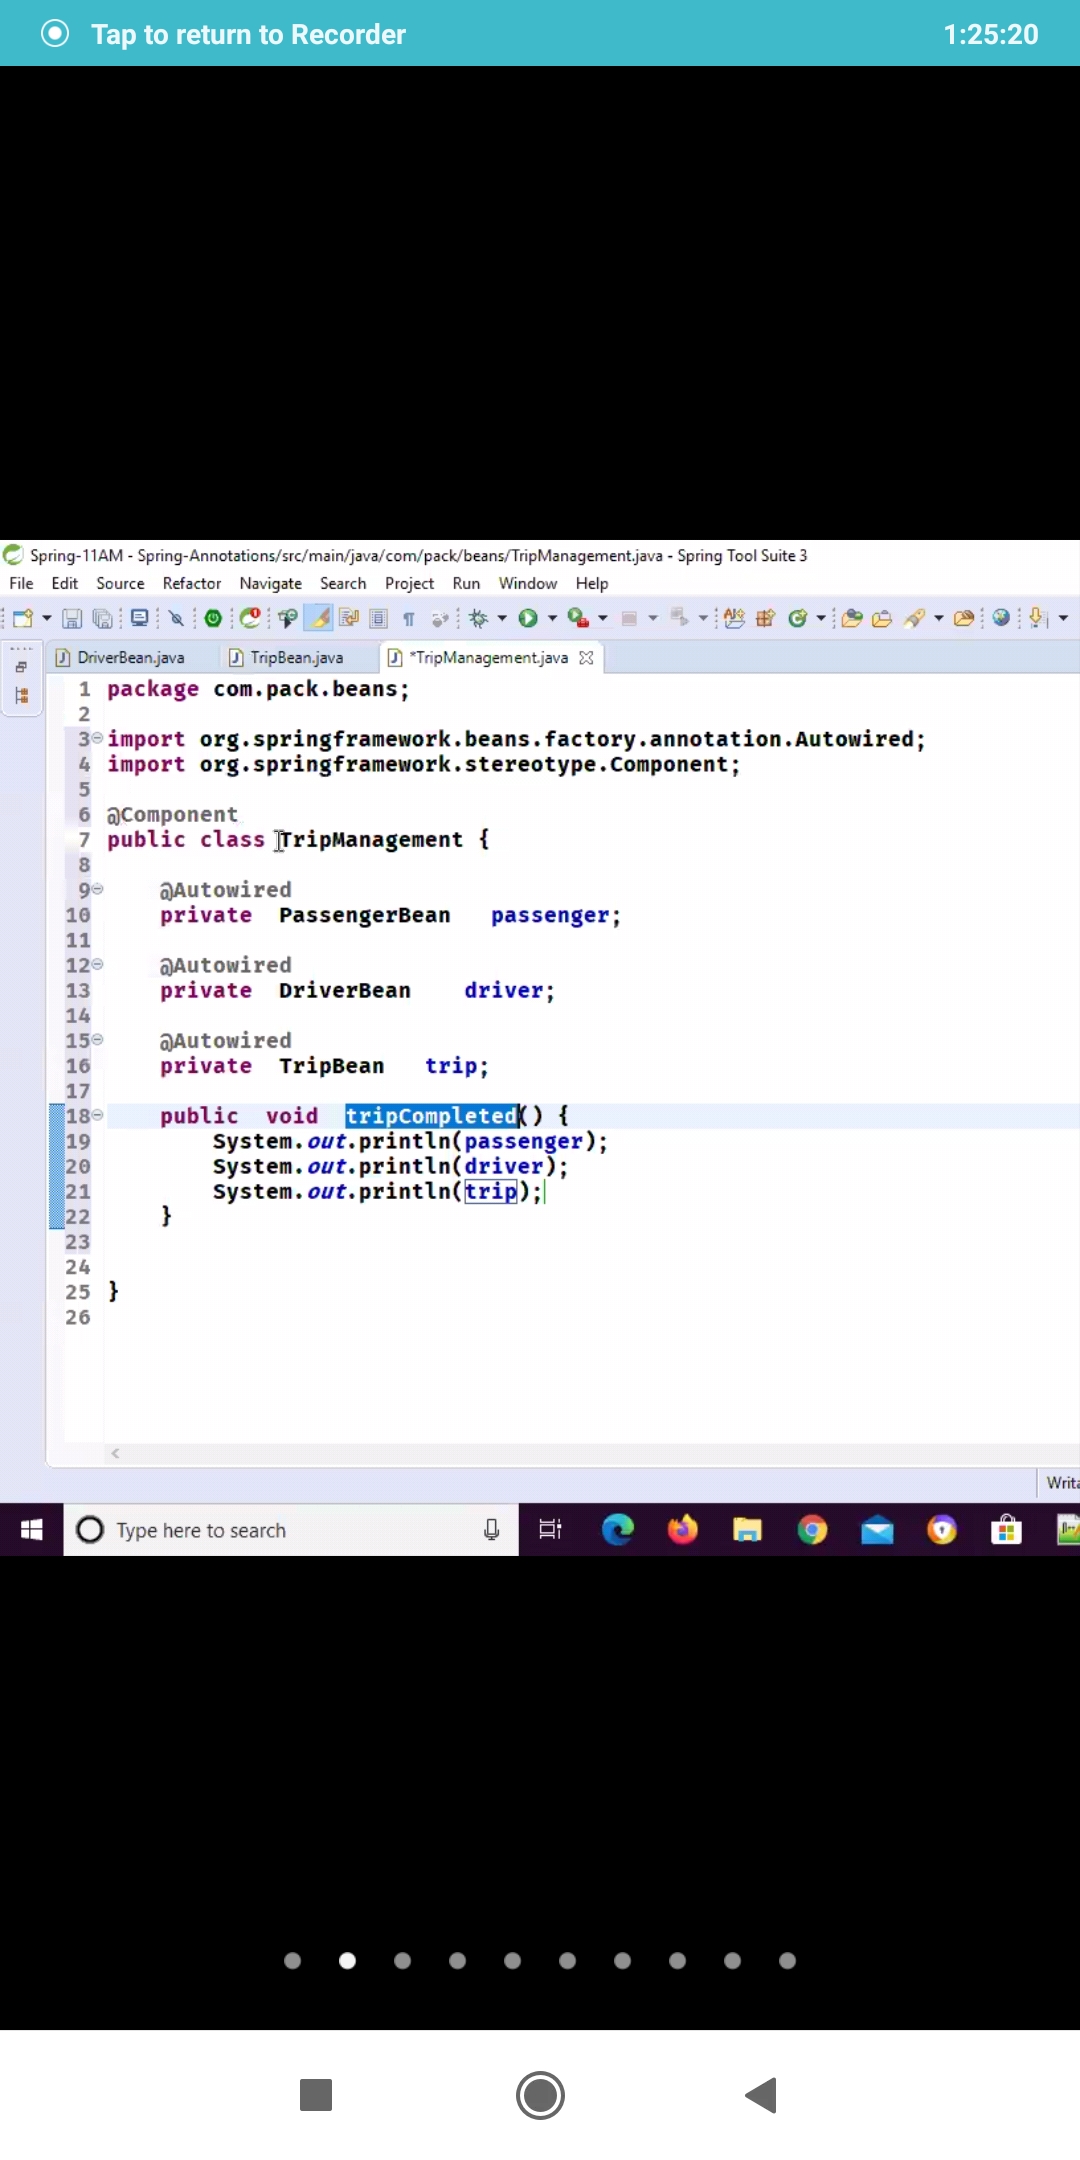 Tap to return to Recorder 1:25:20
Spring-11AM - Spring-Annotations/src/main/java/com/pack/beans/TripManagement.java - Spring Tool Suite 3
File Edit Source Refactor Navigate Search Project Run Window Help
DriverBean.java TripBean.java *TripManagement.java
1 package com.pack.beans;
2
3 import org.springframework.beans.factory.annotation.Autowired;
4 import org.springframework.stereotype.Component;
5
6 @Component
7 public class TripManagement {
8
9 @Autowired
10 private PassengerBean passenger;
11
12 @Autowired
13 private DriverBean driver;
14
15 @Autowired
16 private TripBean trip;
17
18 public void tripCompleted() {
19 System.out.println(passenger);
20 System.out.println(driver);
21 System.out.println(trip);
22 }
23
24
25 }
26
Type here to search